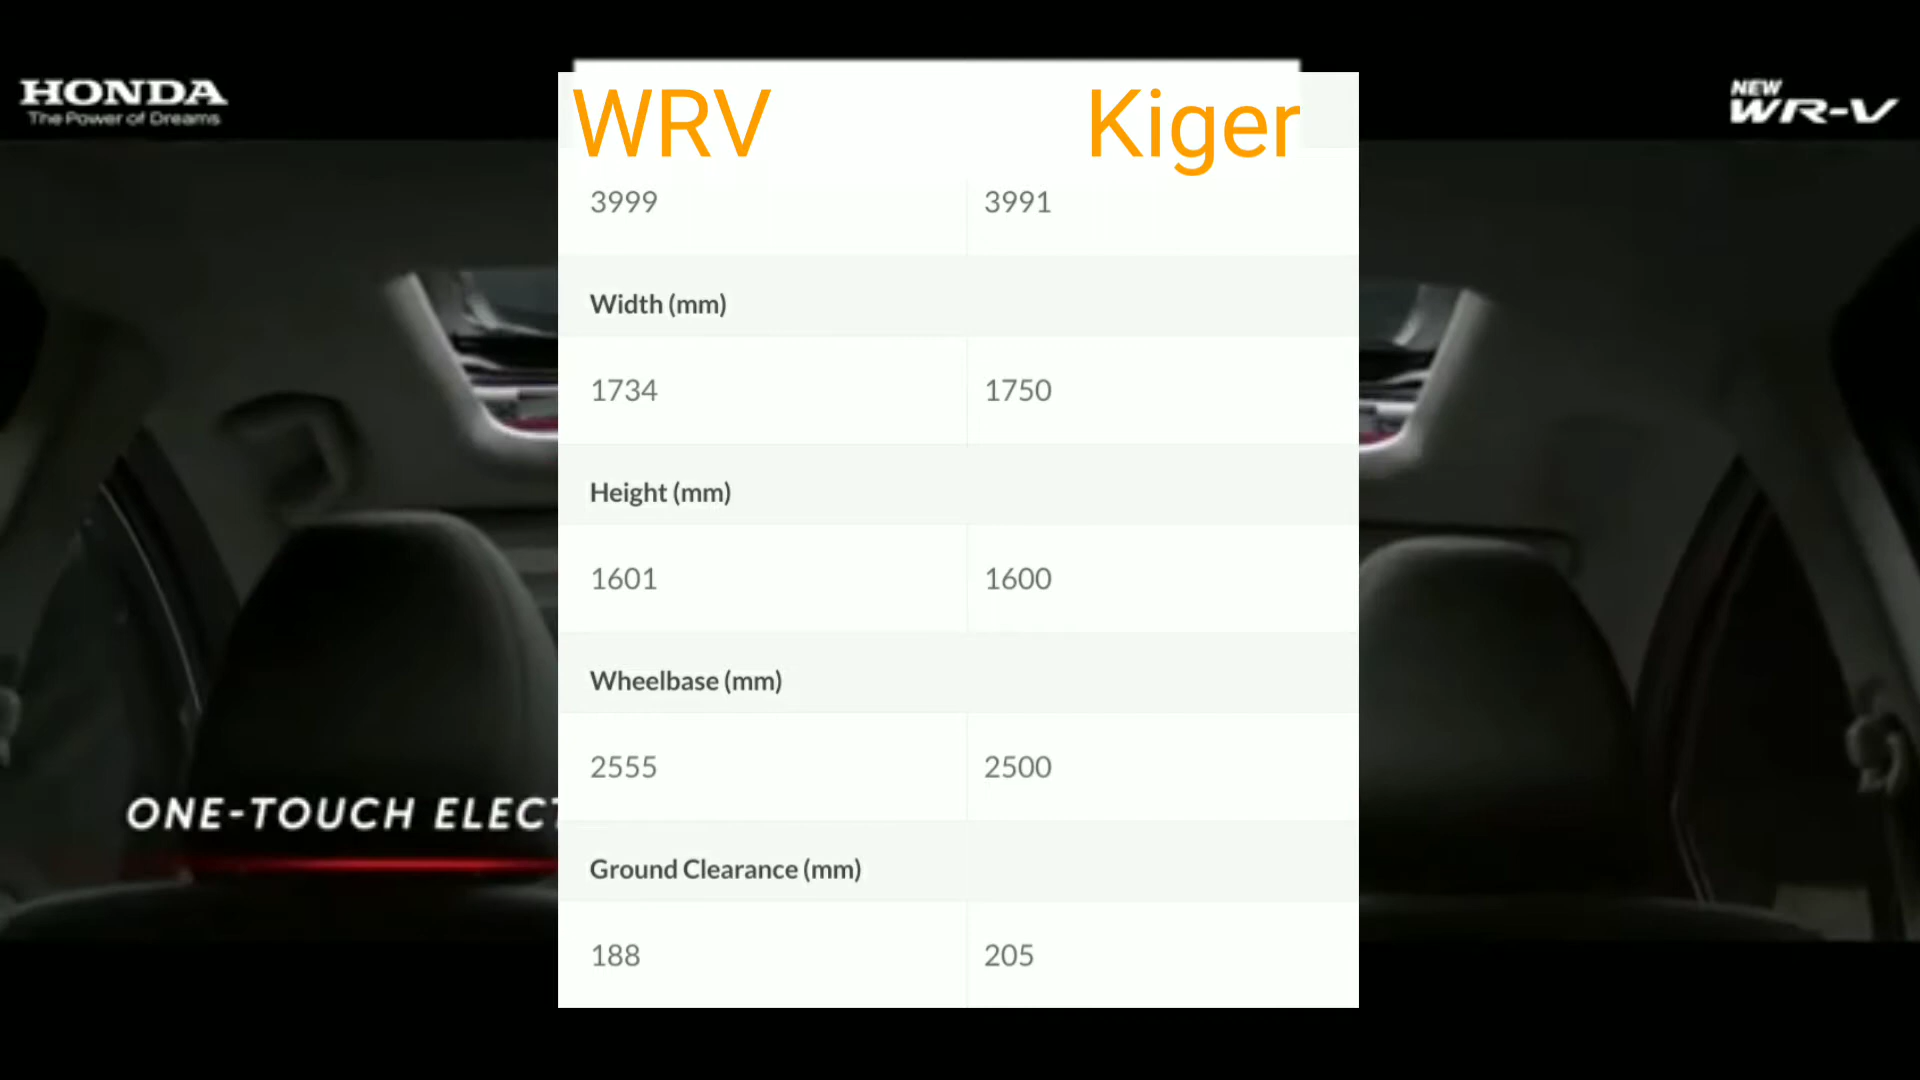 HONDA
The Power of Dreams
NEW
WR-V
WRV Kiger
3999 3991
Width (mm)
1734 1750
Height (mm)
1601 1600
Wheelbase (mm)
2555 2500
Ground Clearance (mm)
188 205
ONE-TOUCH ELECT